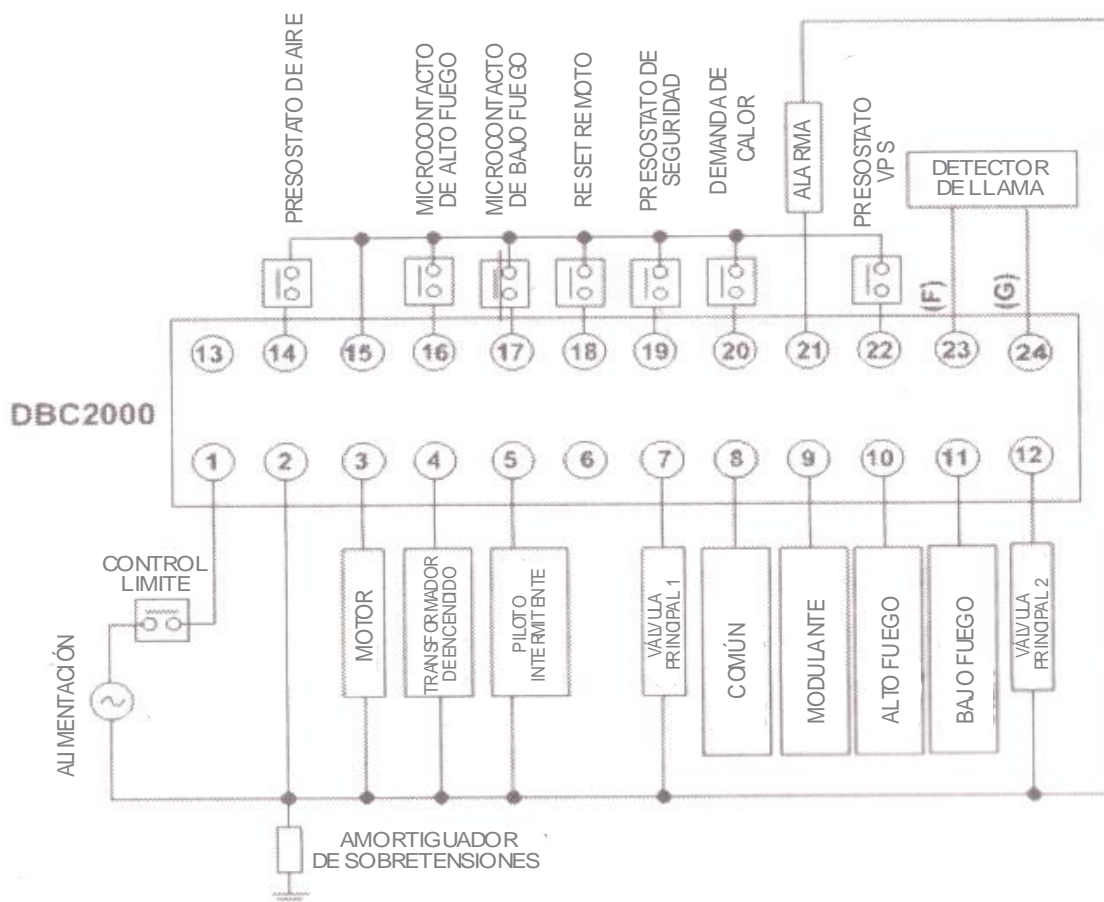 PRESOSTATO DE AIRE
MICROCONTACTO
DE ALTO FUEGO
MICROCONTACTO
DE BAJO FUEGO
RESET REMOTO
PRESOSTATO DE
SEGURIDAD
DEMANDA DE
CALOR
ALARMA
PRESOSTATO
VPS
DETECTOR
DE LLAMA
(F)
(G)
13
14
15
16
17
18
19
20
21
22
23
24
DBC2000
1
2
3
4
5
6
7
8
9
10
11
12
CONTROL
LIMITE
ALIMENTACIÓN
MOTOR
TRANSFORMADOR
DE ENCENDIDO
PILOTO
INTERMITENTE
VÁLVULA
PRINCIPAL 1
COMÚN
MODULANTE
ALTO FUEGO
BAJO FUEGO
VÁLVULA
PRINCIPAL 2
AMORTIGUADOR
DE SOBRETENSIONES